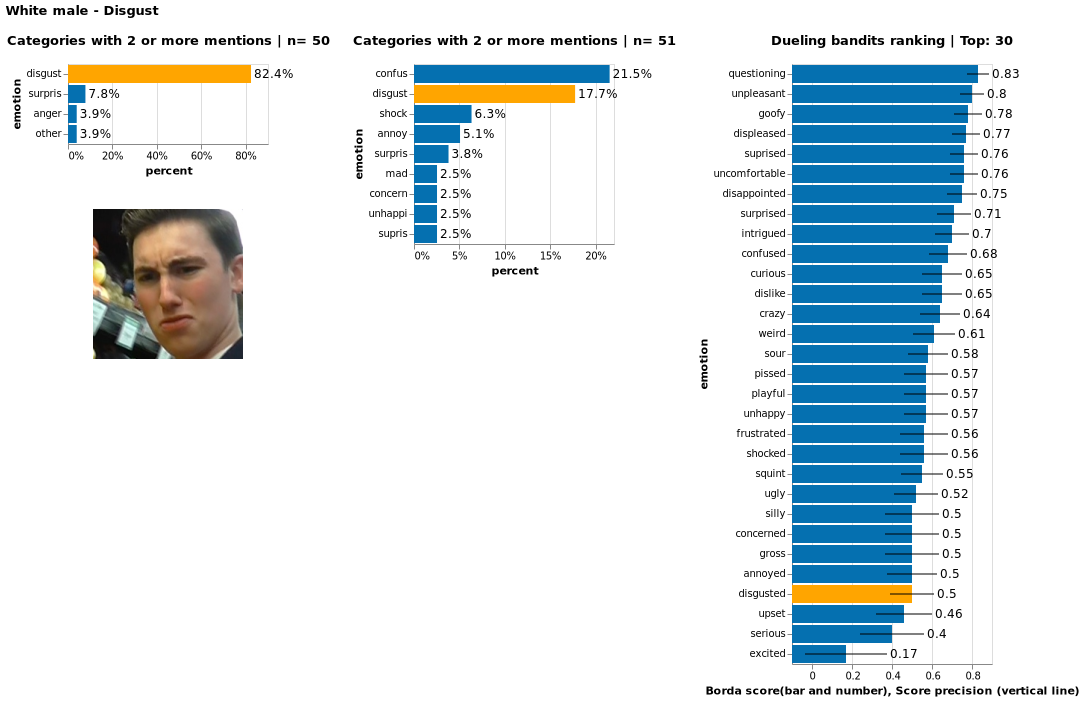 White male - Disgust
Categories with 2 or more mentions | n= 50
emotion
disgust 82.4%
surpris 7.8%
anger 3.9%
other 3.9%
0% 20% 40% 60% 80%
percent
Categories with 2 or more mentions | n= 51
emotion
confus 21.5%
disgust 17.7%
shock 6.3%
annoy 5.1%
surpris 3.8%
mad 2.5%
concern 2.5%
unhappi 2.5%
supris 2.5%
0% 5% 10% 15% 20%
percent
Dueling bandits ranking | Top: 30
emotion
questioning 0.83
unpleasant 0.8
goofy 0.78
displeased 0.77
suprised 0.76
uncomfortable 0.76
disappointed 0.75
surprised 0.71
intrigued 0.7
confused 0.68
curious 0.65
dislike 0.65
crazy 0.64
weird 0.61
sour 0.58
pissed 0.57
playful 0.57
unhappy 0.57
frustrated 0.56
shocked 0.56
squint 0.55
ugly 0.52
silly 0.5
concerned 0.5
gross 0.5
annoyed 0.5
disgusted 0.5
upset 0.46
serious 0.4
excited 0.17
0 0.2 0.4 0.6 0.8
Borda score(bar and number), Score precision (vertical line)